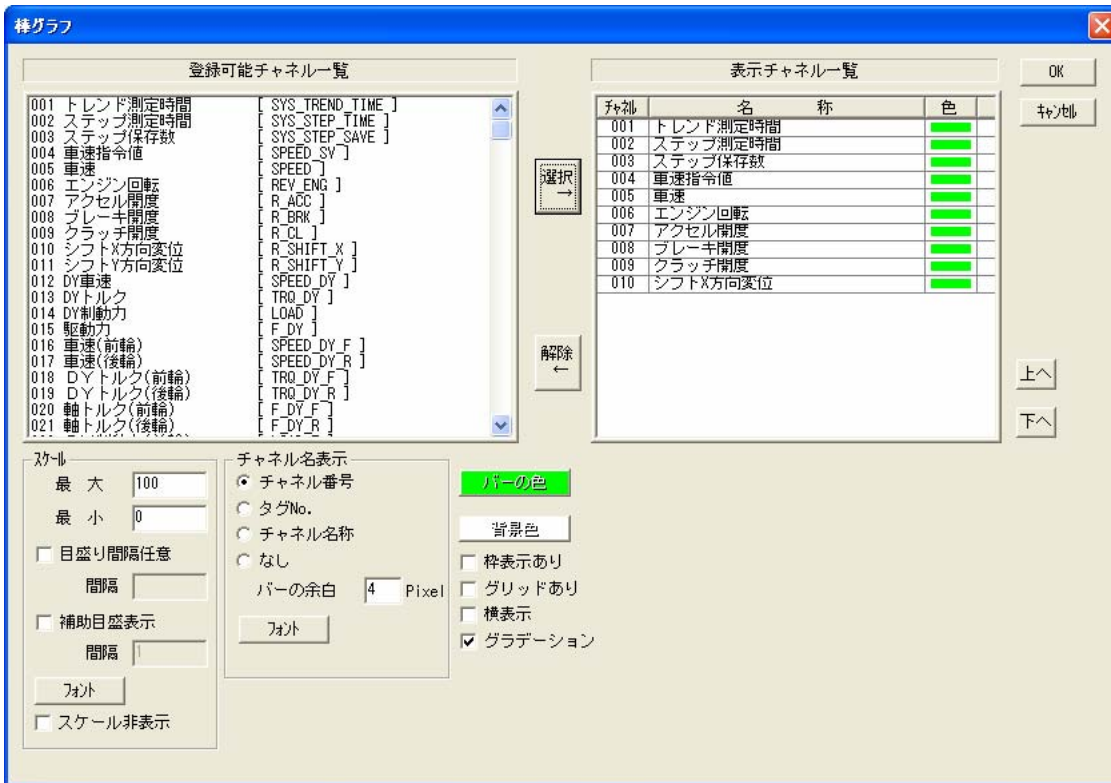 棒グラフ
登録可能チャネル一覧
001 トレンド測定時間 [ SYS_TREND_TIME ]
002 ステップ測定時間 [ SYS_STEP_TIME ]
003 ステップ保存数 [ SYS_STEP_SAVE ]
004 車速指令値 [ SPEED_SV ]
005 車速 [ SPEED ]
006 エンジン回転 [ REV_ENG ]
007 アクセル開度 [ R_ACC ]
008 ブレーキ開度 [ R_BRK ]
009 クラッチ開度 [ R_CL ]
010 シフトX方向変位 [ R_SHIFT_X ]
011 シフトY方向変位 [ R_SHIFT_Y ]
012 DY車速 [ SPEED_DY ]
013 DYトルク [ TRQ_DY ]
014 DY制動力 [ LOAD ]
015 駆動力 [ F_DY ]
016 車速(前輪) [ SPEED_DY_F ]
017 車速(後輪) [ SPEED_DY_R ]
018 DYトルク(前輪) [ TRQ_DY_F ]
019 DYトルク(後輪) [ TRQ_DY_R ]
020 軸トルク(前輪) [ F_DY_F ]
021 軸トルク(後輪) [ F_DY_R ]
選択
→
解除
←
表示チャネル一覧
チャネル 名 称 色
001 トレンド測定時間
002 ステップ測定時間
003 ステップ保存数
004 車速指令値
005 車速
006 エンジン回転
007 アクセル開度
008 ブレーキ開度
009 クラッチ開度
010 シフトX方向変位
OK
キャンセル
上へ
下へ
スケール
最 大 100
最 小 0
目盛り間隔任意
間隔
補助目盛表示
間隔 1
フォント
スケール非表示
チャネル名表示
チャネル番号
タグNo.
チャネル名称
なし
バーの余白 4 Pixel
フォント
バーの色
背景色
枠表示あり
グリッドあり
横表示
グラデーション